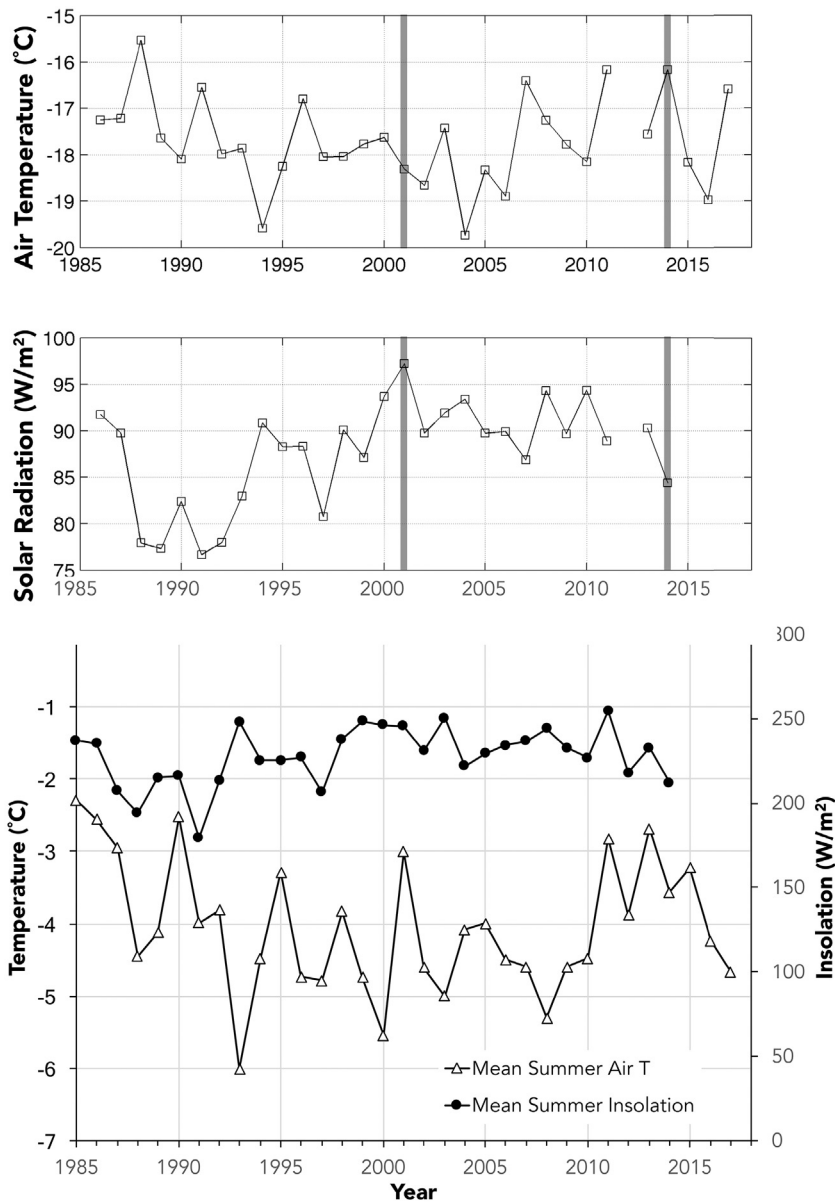 Air Temperature (°C)
-15
-16
-17
-18
-19
-20
1985 1990 1995 2000 2005 2010 2015
Solar Radiation (W/m²)
100
95
90
85
80
75
1985 1990 1995 2000 2005 2010 2015
Temperature (°C)
-1
-2
-3
-4
-5
-6
-7
300
250
200
150
100
50
0
Insolation (W/m²)
Mean Summer Air T
Mean Summer Insolation
1985 1990 1995 2000 2005 2010 2015
Year